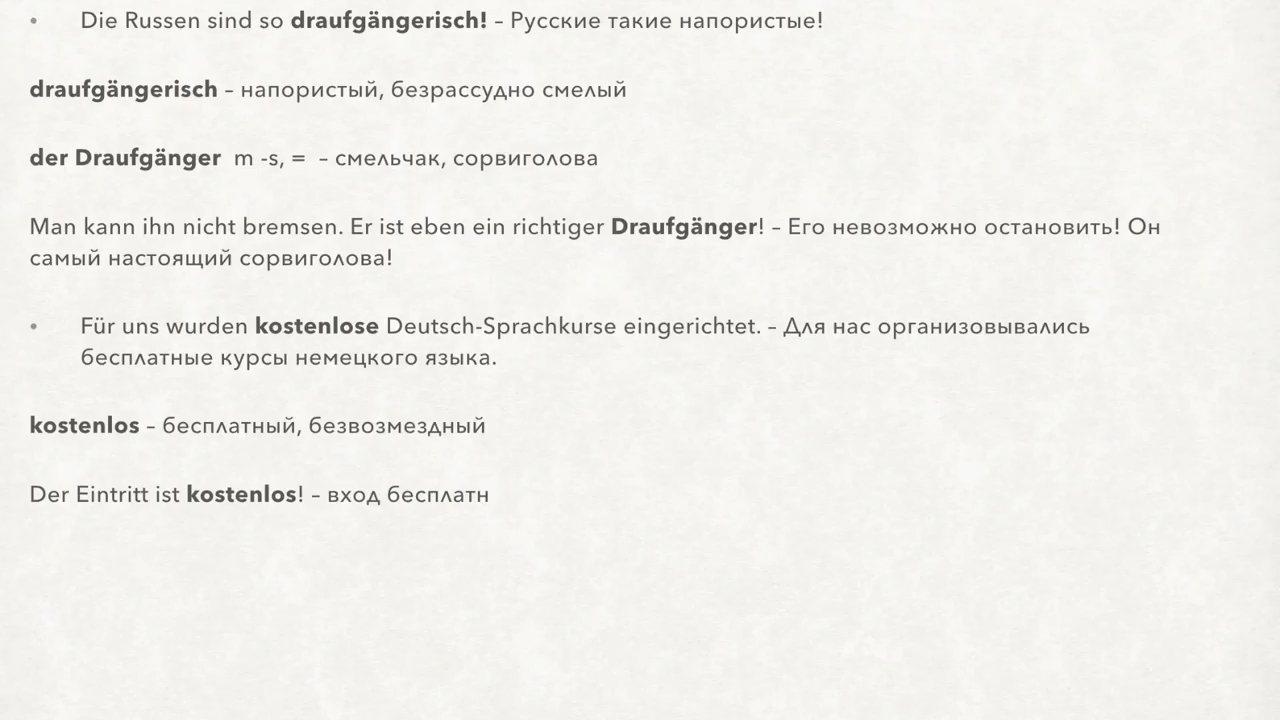 • Die Russen sind so draufgängerisch! – Русские такие напористые!
draufgängerisch – напористый, безрассудно смелый
der Draufgänger m -s, = – смельчак, сорвиголова
Man kann ihn nicht bremsen. Er ist eben ein richtiger Draufgänger! – Его невозможно остановить! Он
самый настоящий сорвиголова!
• Für uns wurden kostenlose Deutsch-Sprachkurse eingerichtet. – Для нас организовывались
бесплатные курсы немецкого языка.
kostenlos – бесплатный, безвозмездный
Der Eintritt ist kostenlos! – вход бесплатн